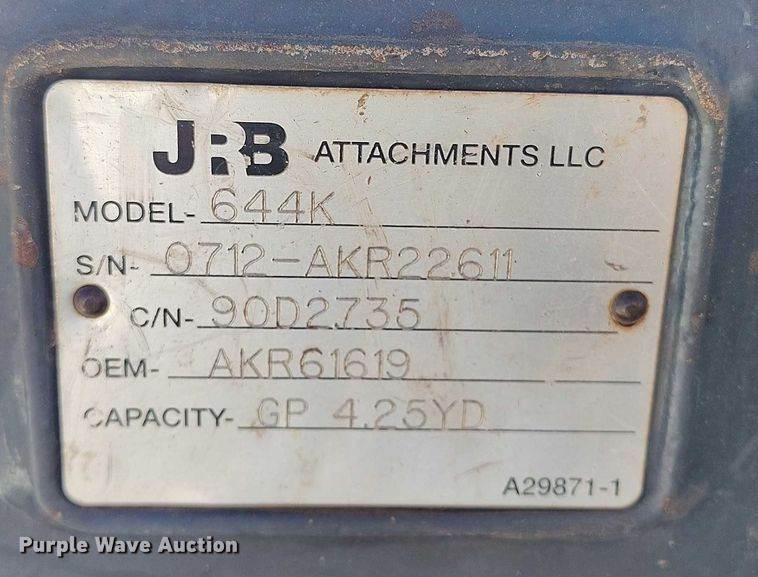 JRB ATTACHMENTS LLC
MODEL- 644K
S/N- 0712-AKR22611
C/N- 90D2735
OEM- AKR61619
CAPACITY- GP 4.25YD
A29871-1
Purple Wave Auction